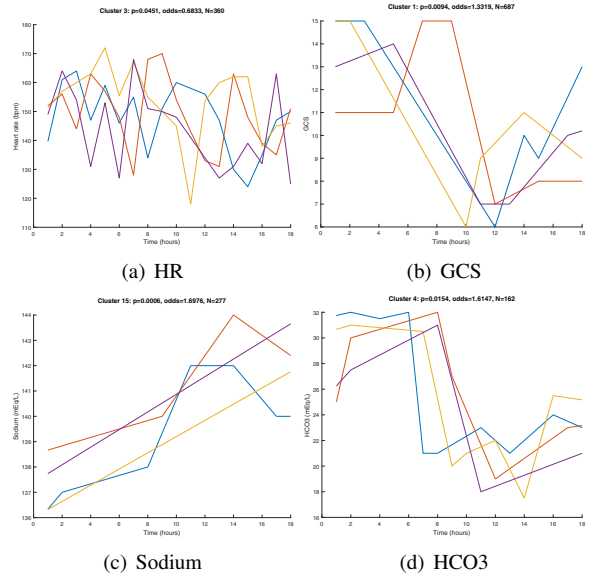 Cluster 3: p=0.0451, odds=0.6833, N=360
Heart rate (bpm)
180
170
160
150
140
130
120
110
0 2 4 6 8 10 12 14 16 18
Time (hours)
(a) HR
Cluster 1: p=0.0094, odds=1.3319, N=687
GCS
15
14
13
12
11
10
9
8
7
6
0 2 4 6 8 10 12 14 16 18
Time (hours)
(b) GCS
Cluster 15: p=0.0006, odds=1.6976, N=277
Sodium (mEq/L)
144
143
142
141
140
139
138
137
136
0 2 4 6 8 10 12 14 16 18
Time (hours)
(c) Sodium
Cluster 4: p=0.0154, odds=1.6147, N=162
HCO3 (mEq/L)
32
30
28
26
24
22
20
18
16
0 2 4 6 8 10 12 14 16 18
Time (hours)
(d) HCO3